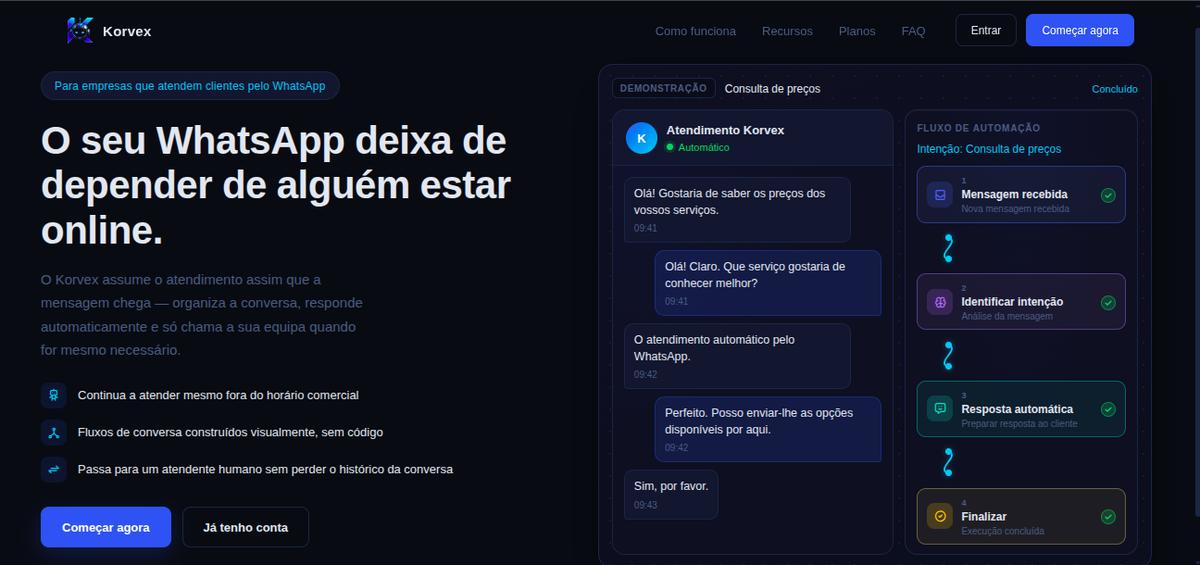 Korvex
Como funciona
Recursos
Planos
FAQ
Entrar
Começar agora
Para empresas que atendem clientes pelo WhatsApp
O seu WhatsApp deixa de
depender de alguém estar
online.
O Korvex assume o atendimento assim que a
mensagem chega — organiza a conversa, responde
automaticamente e só chama a sua equipa quando
for mesmo necessário.
Continua a atender mesmo fora do horário comercial
Fluxos de conversa construídos visualmente, sem código
Passa para um atendente humano sem perder o histórico da conversa
Começar agora
Já tenho conta
DEMONSTRAÇÃO
Consulta de preços
Concluído
K
Atendimento Korvex
Automático
Olá! Gostaria de saber os preços dos
vossos serviços.
09:41
Olá! Claro. Que serviço gostaria de
conhecer melhor?
09:41
O atendimento automático pelo
WhatsApp.
09:42
Perfeito. Posso enviar-lhe as opções
disponíveis por aqui.
09:42
Sim, por favor.
09:43
FLUXO DE AUTOMAÇÃO
Intenção: Consulta de preços
1
Mensagem recebida
Nova mensagem recebida
2
Identificar intenção
Análise da mensagem
3
Resposta automática
Preparar resposta ao cliente
4
Finalizar
Execução concluída